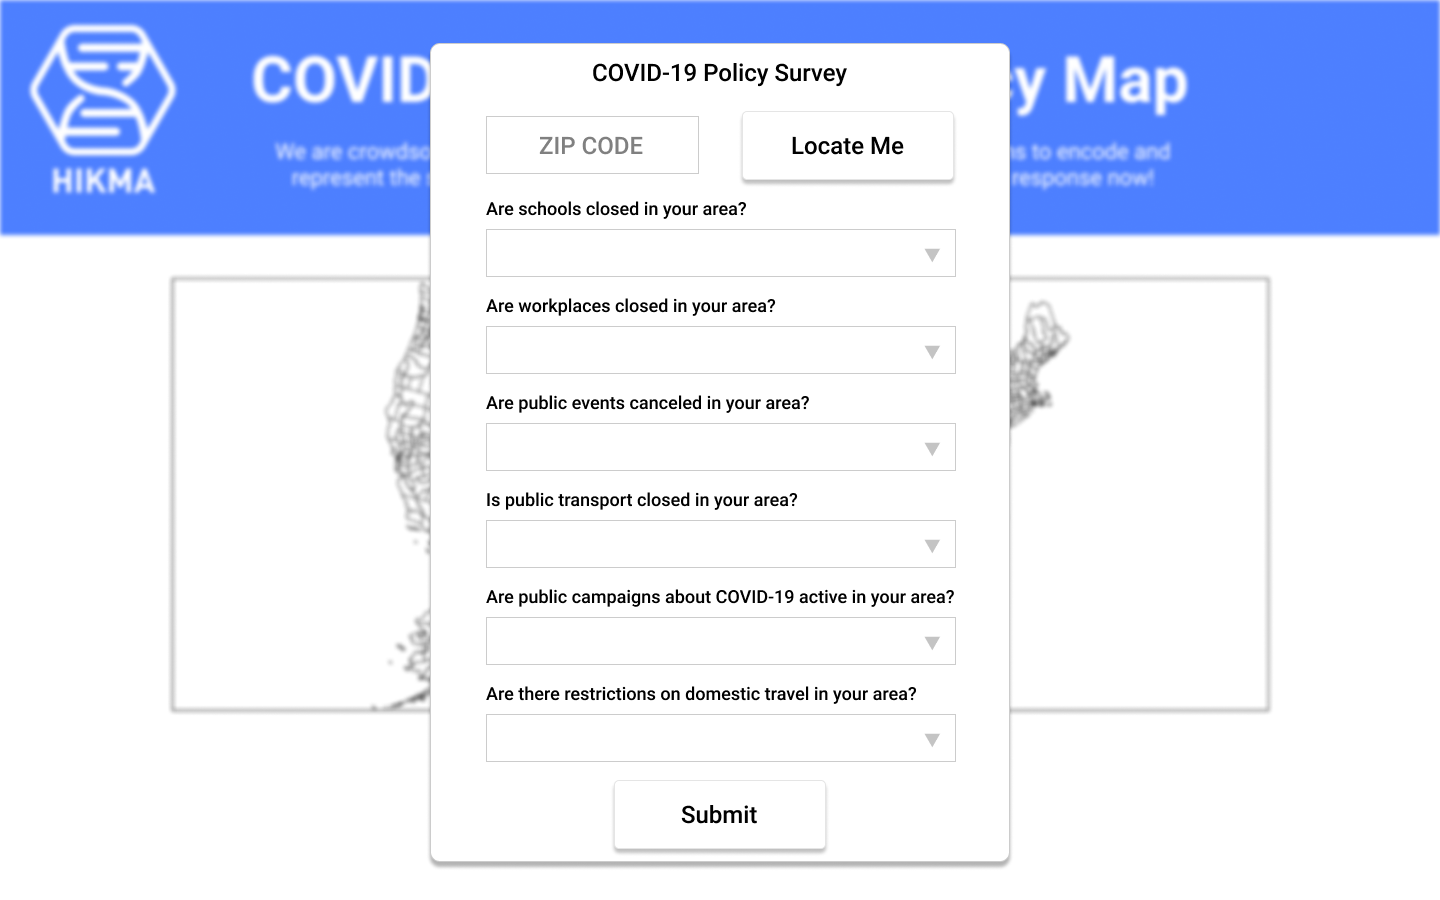 HIKMA
COVID
cy Map
We are crowdso
ns to encode and
represent the s
response now!
COVID-19 Policy Survey
ZIP CODE
Locate Me
Are schools closed in your area?
Are workplaces closed in your area?
Are public events canceled in your area?
Is public transport closed in your area?
Are public campaigns about COVID-19 active in your area?
Are there restrictions on domestic travel in your area?
Submit